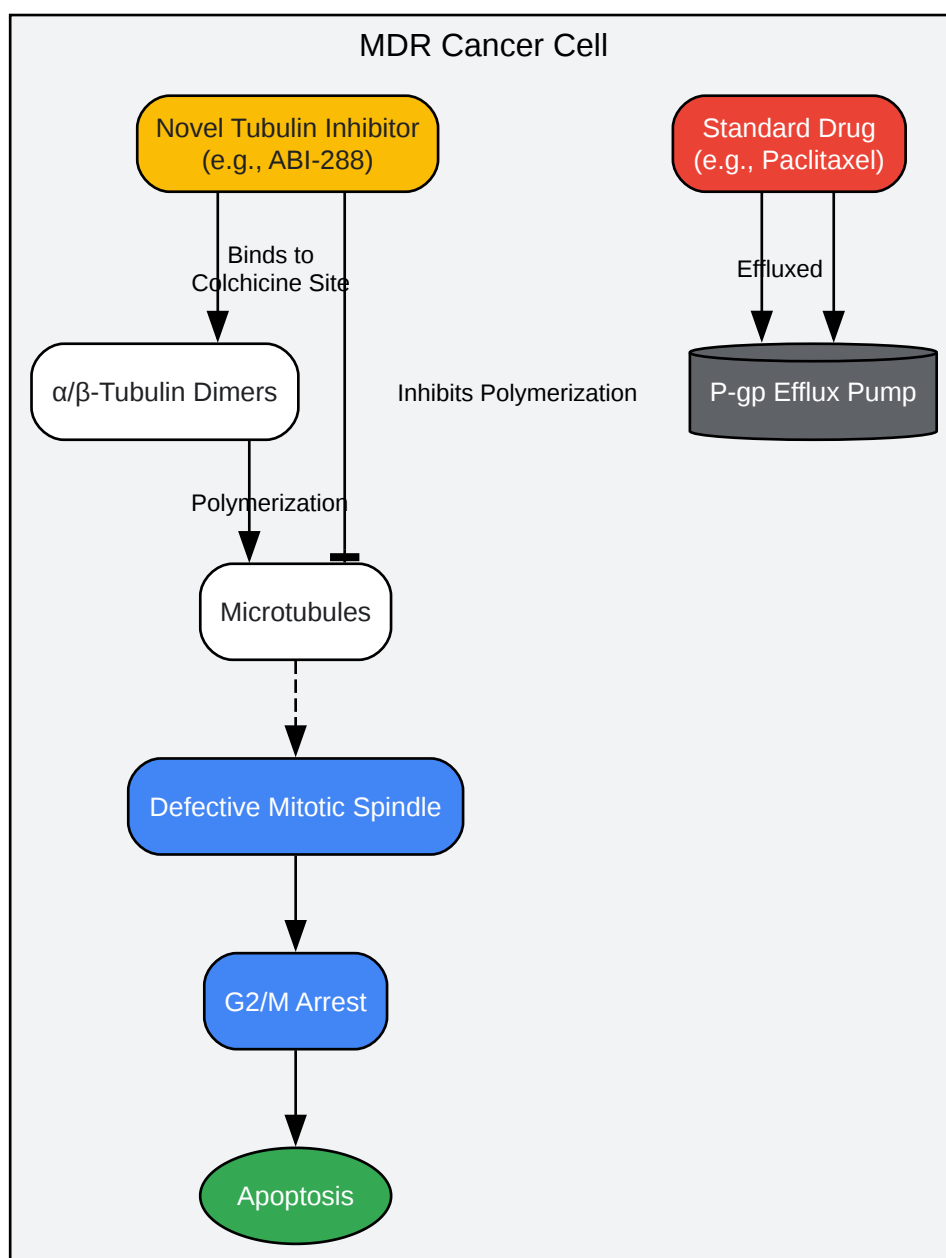 MDR Cancer Cell
Novel Tubulin Inhibitor
(e.g., ABI-288)
Standard Drug
(e.g., Paclitaxel)
Binds to
Colchicine Site
Effluxed
α/β-Tubulin Dimers
Inhibits Polymerization
P-gp Efflux Pump
Polymerization
Microtubules
Defective Mitotic Spindle
G2/M Arrest
Apoptosis